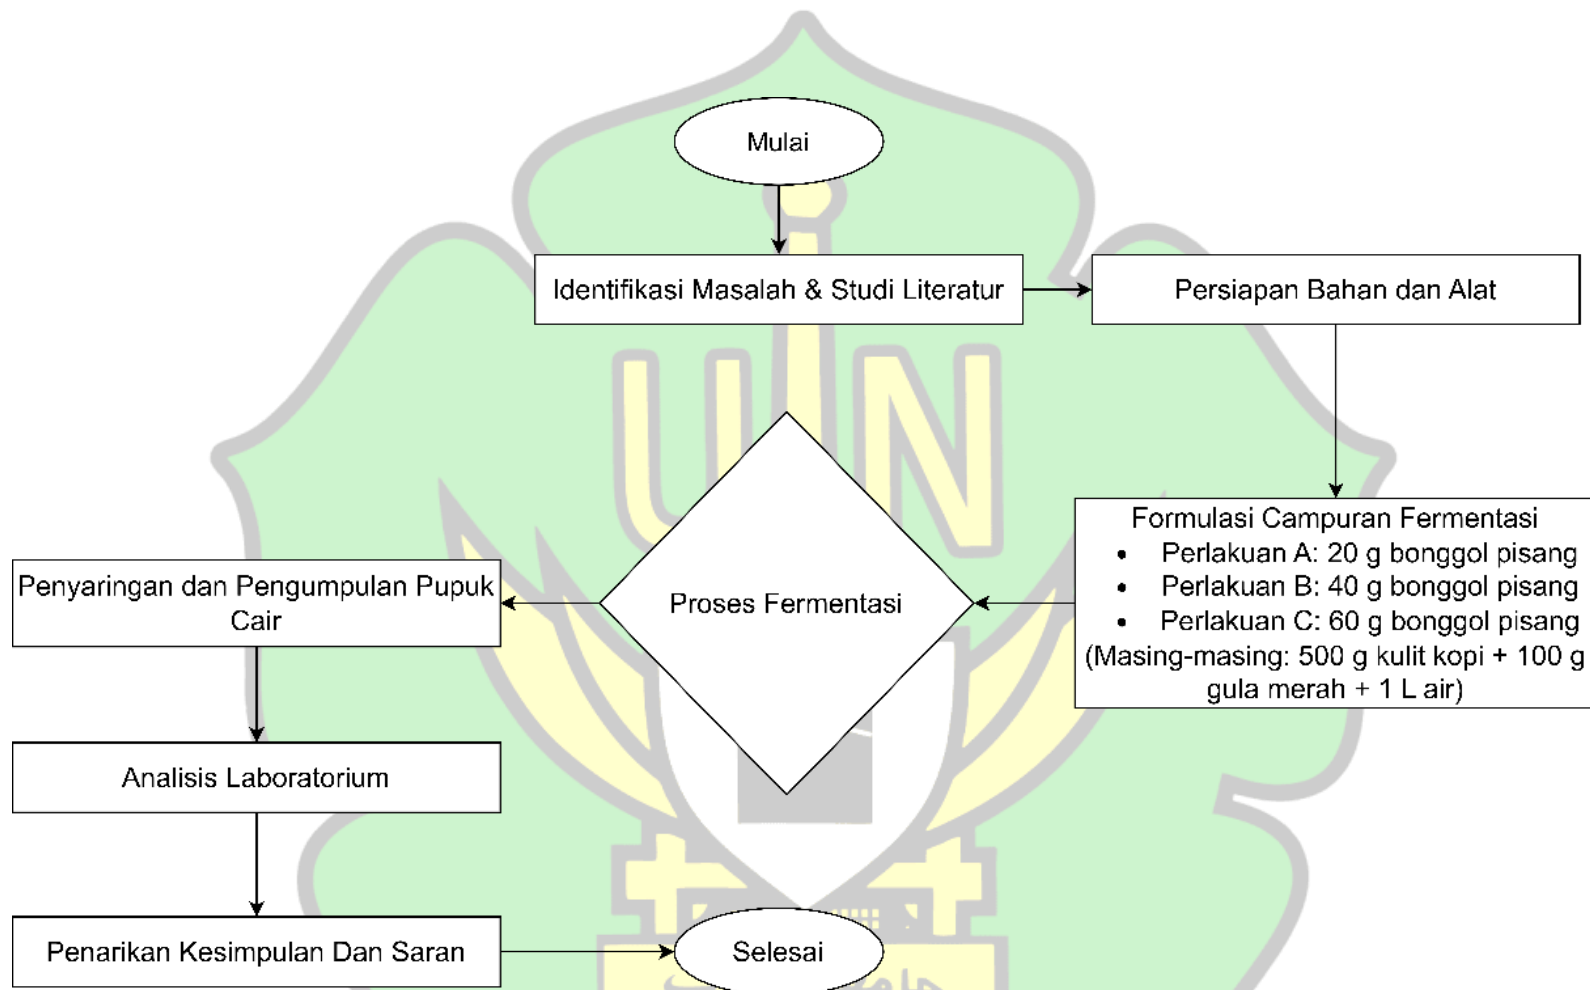 Mulai
Identifikasi Masalah & Studi Literatur
Persiapan Bahan dan Alat
UIN
Formulasi Campuran Fermentasi
• Perlakuan A: 20 g bonggol pisang
• Perlakuan B: 40 g bonggol pisang
• Perlakuan C: 60 g bonggol pisang
(Masing-masing: 500 g kulit kopi + 100 g
gula merah + 1 L air)
Proses Fermentasi
Penyaringan dan Pengumpulan Pupuk
Cair
Analisis Laboratorium
Penarikan Kesimpulan Dan Saran
Selesai